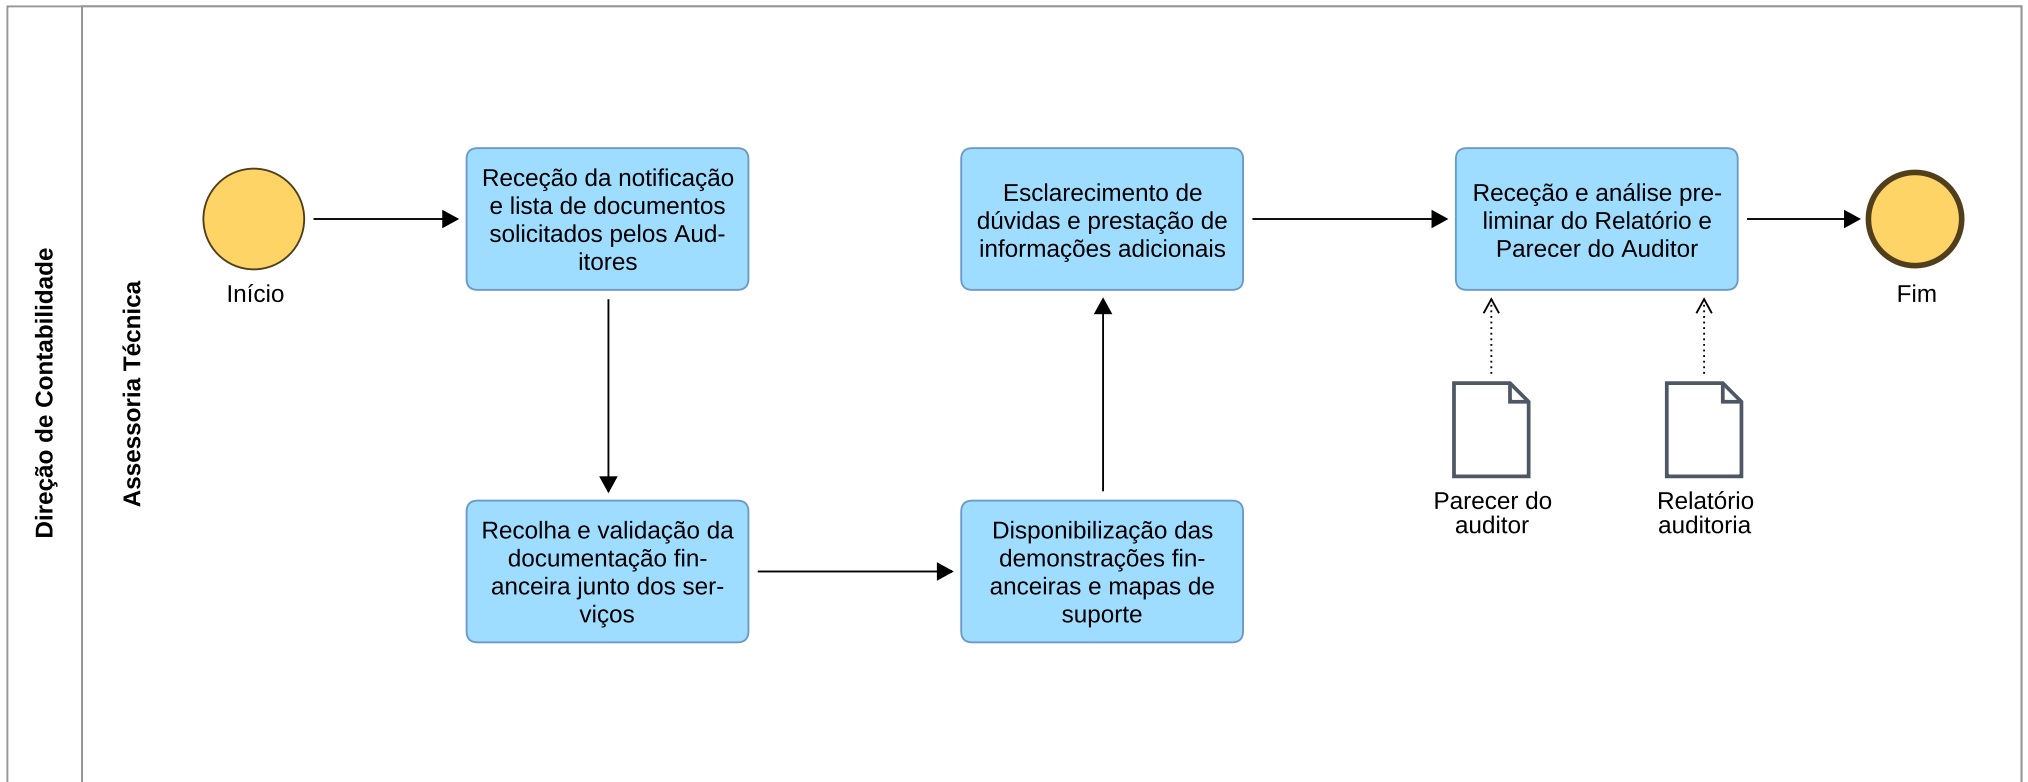 Direção de Contabilidade
Assessoria Técnica
Início
Receção da notificação
e lista de documentos
solicitados pelos Aud-
itores
Recolha e validação da
documentação fin-
anceira junto dos ser-
viços
Disponibilização das
demonstrações fin-
anceiras e mapas de
suporte
Esclarecimento de
dúvidas e prestação de
informações adicionais
Receção e análise pre-
liminar do Relatório e
Parecer do Auditor
Parecer do
auditor
Relatório
auditoria
Fim